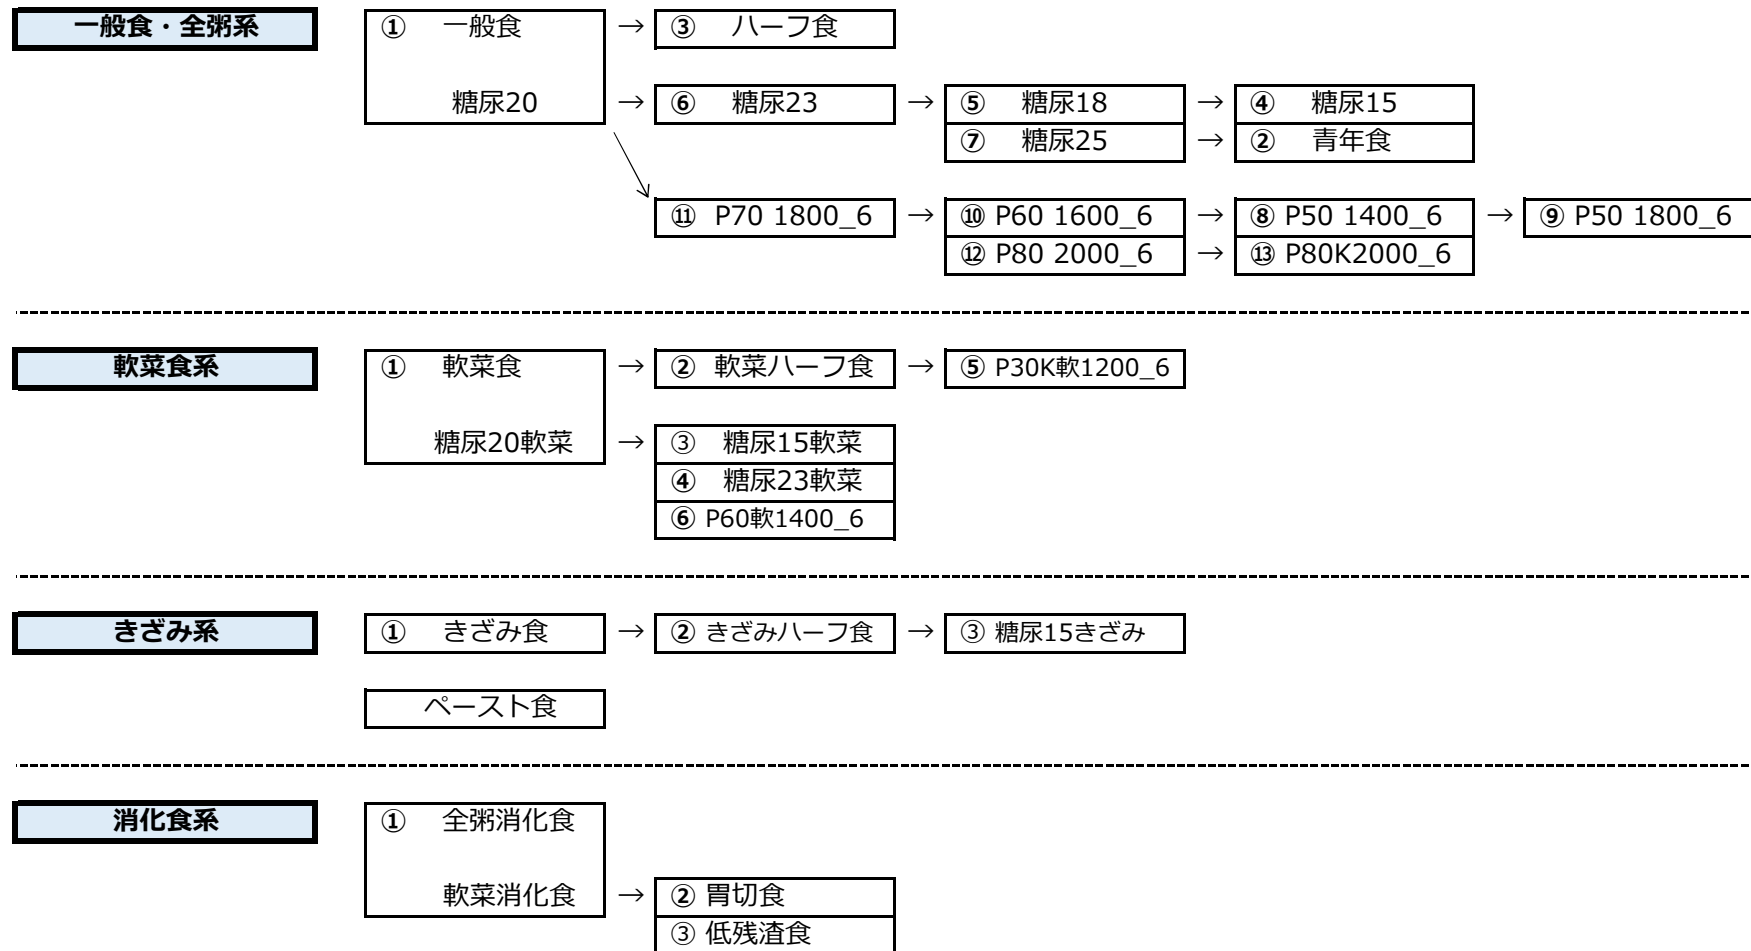 一般食・全粥系 ① 一般食 → ③ ハーフ食
糖尿20 → ⑥ 糖尿23 → ⑤ 糖尿18 → ④ 糖尿15
⑦ 糖尿25 → ② 青年食
⑪ P70 1800_6 → ⑩ P60 1600_6 → ⑧ P50 1400_6 → ⑨ P50 1800_6
⑫ P80 2000_6 → ⑬ P80K2000_6
軟菜食系 ① 軟菜食 → ② 軟菜ハーフ食 → ⑤ P30K軟1200_6
糖尿20軟菜 → ③ 糖尿15軟菜
④ 糖尿23軟菜
⑥ P60軟1400_6
きざみ系 ① きざみ食 → ② きざみハーフ食 → ③ 糖尿15きざみ
ペースト食
消化食系 ① 全粥消化食
軟菜消化食 → ② 胃切食
③ 低残渣食